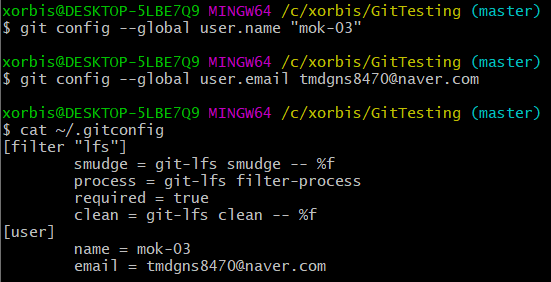 xorbis@DESKTOP-5LBE7Q9 MINGW64 /c/xorbis/GitTesting (master)
$ git config --global user.name "mok-03"
xorbis@DESKTOP-5LBE7Q9 MINGW64 /c/xorbis/GitTesting (master)
$ git config --global user.email tmdgns8470@naver.com
xorbis@DESKTOP-5LBE7Q9 MINGW64 /c/xorbis/GitTesting (master)
$ cat ~/.gitconfig
[filter "lfs"]
        smudge = git-lfs smudge -- %f
        process = git-lfs filter-process
        required = true
        clean = git-lfs clean -- %f
[user]
        name = mok-03
        email = tmdgns8470@naver.com